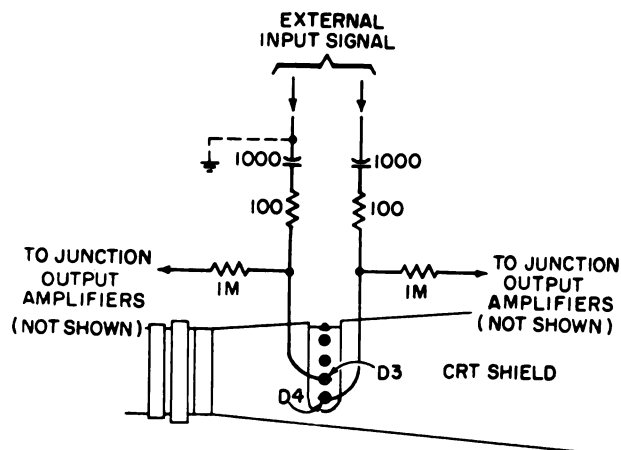 EXTERNAL
INPUT SIGNAL
1000
1000
100
100
TO JUNCTION
OUTPUT
AMPLIFIERS
(NOT SHOWN)
1M
1M
TO JUNCTION
OUTPUT
AMPLIFIERS
(NOT SHOWN)
D3
CRT SHIELD
D4